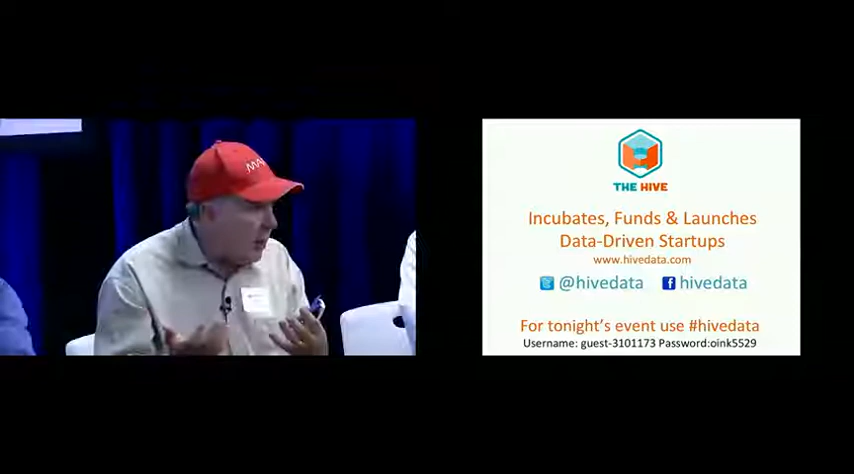 THE HIVE
Incubates, Funds & Launches
Data-Driven Startups
www.hivedata.com
@hivedata hivedata
For tonight's event use #hivedata
Username: guest-3101173 Password:oink5529